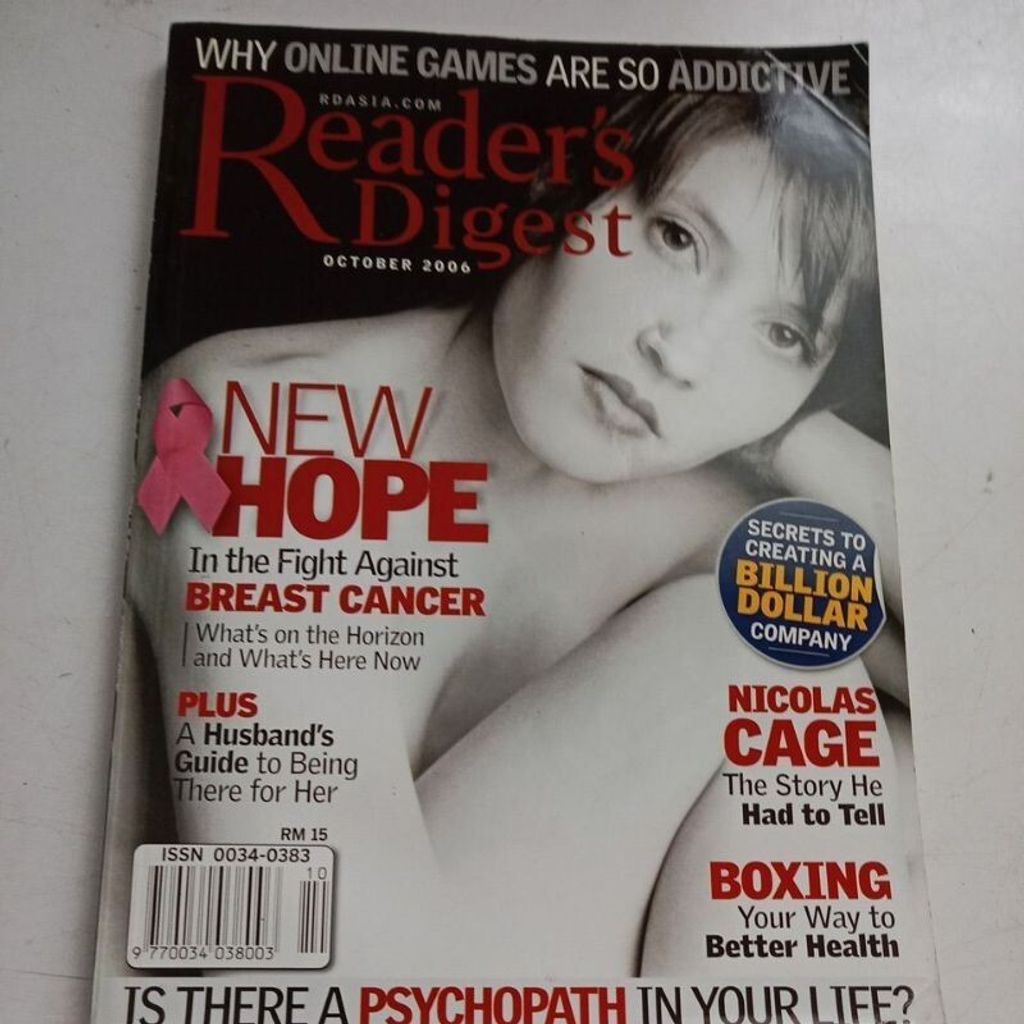 WHY ONLINE GAMES ARE SO ADDICTIVE
RDASIA.COM
Reader's
Digest
OCTOBER 2006
NEW
HOPE
In the Fight Against
BREAST CANCER
What's on the Horizon
and What's Here Now
PLUS
A Husband's
Guide to Being
There for Her
SECRETS TO
CREATING A
BILLION
DOLLAR
COMPANY
NICOLAS
CAGE
The Story He
Had to Tell
BOXING
Your Way to
Better Health
RM 15
ISSN 0034-0383
10
9 770034 038003
IS THERE A PSYCHOPATH IN YOUR LIFE?